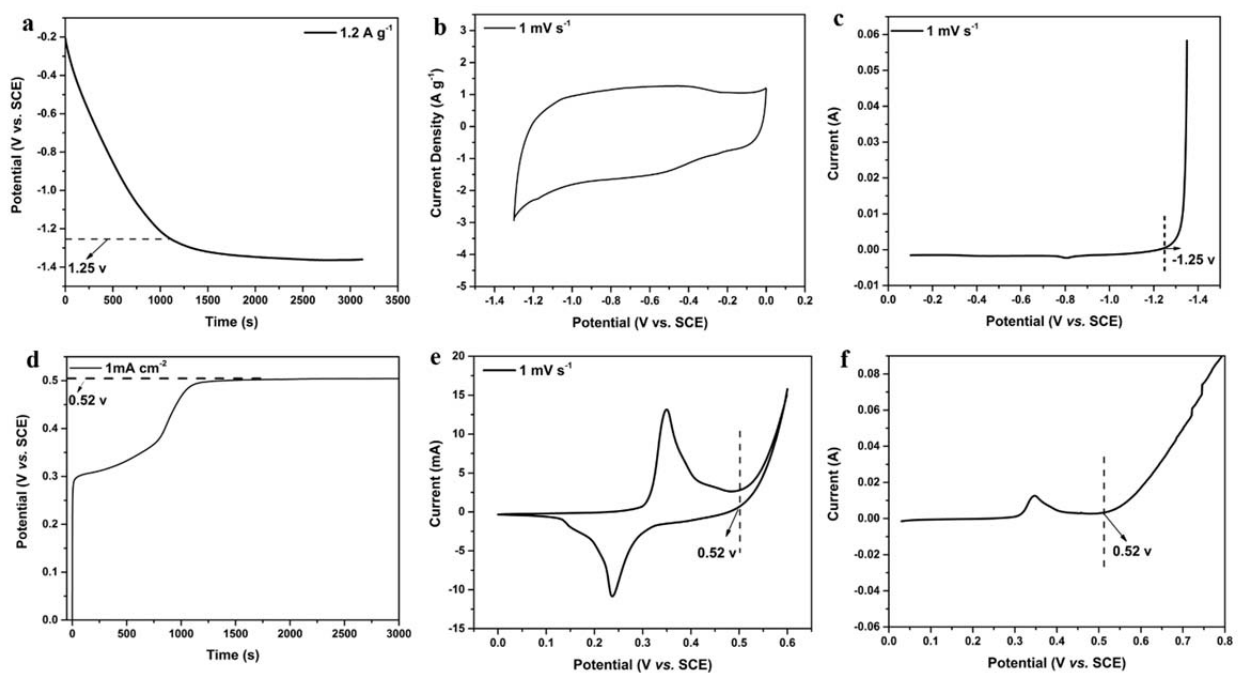 a
1.2 A g⁻¹
-0.2
-0.4
-0.6
-0.8
-1.0
-1.2
-1.4
1.25 v
0 500 1000 1500 2000 2500 3000 3500
Time (s)
Potential (V vs. SCE)
b
1 mV s⁻¹
3
2
1
0
-1
-2
-3
-4
-5
-1.4 -1.2 -1.0 -0.8 -0.6 -0.4 -0.2 0.0
Potential (V vs. SCE)
Current Density (A g⁻¹)
c
1 mV s⁻¹
0.06
0.05
0.04
0.03
0.02
0.01
0.00
-0.01
-1.25 v
0.0 -0.2 -0.4 -0.6 -0.8 -1.0 -1.2 -1.4
Potential (V vs. SCE)
Current (A)
d
1mA cm⁻²
0.5
0.4
0.3
0.2
0.1
0.0
0.52 v
0 500 1000 1500 2000 2500 3000
Time (s)
Potential (V vs. SCE)
e
1 mV s⁻¹
20
15
10
5
0
-5
-10
-15
0.52 v
0.0 0.1 0.2 0.3 0.4 0.5 0.6
Potential (V vs. SCE)
Current (mA)
f
0.08
0.06
0.04
0.02
0.00
-0.02
-0.04
-0.06
0.52 v
0.0 0.1 0.2 0.3 0.4 0.5 0.6 0.7 0.8
Potential (V vs. SCE)
Current (A)